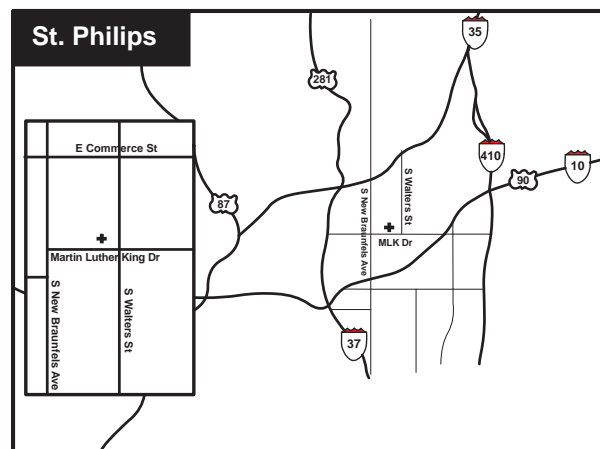 St. Philips
35
281
E Commerce St
410
10
90
87
S New Braunfels Ave
S Walters St
MLK Dr
Martin Luther King Dr
S New Braunfels Ave
S Walters St
37